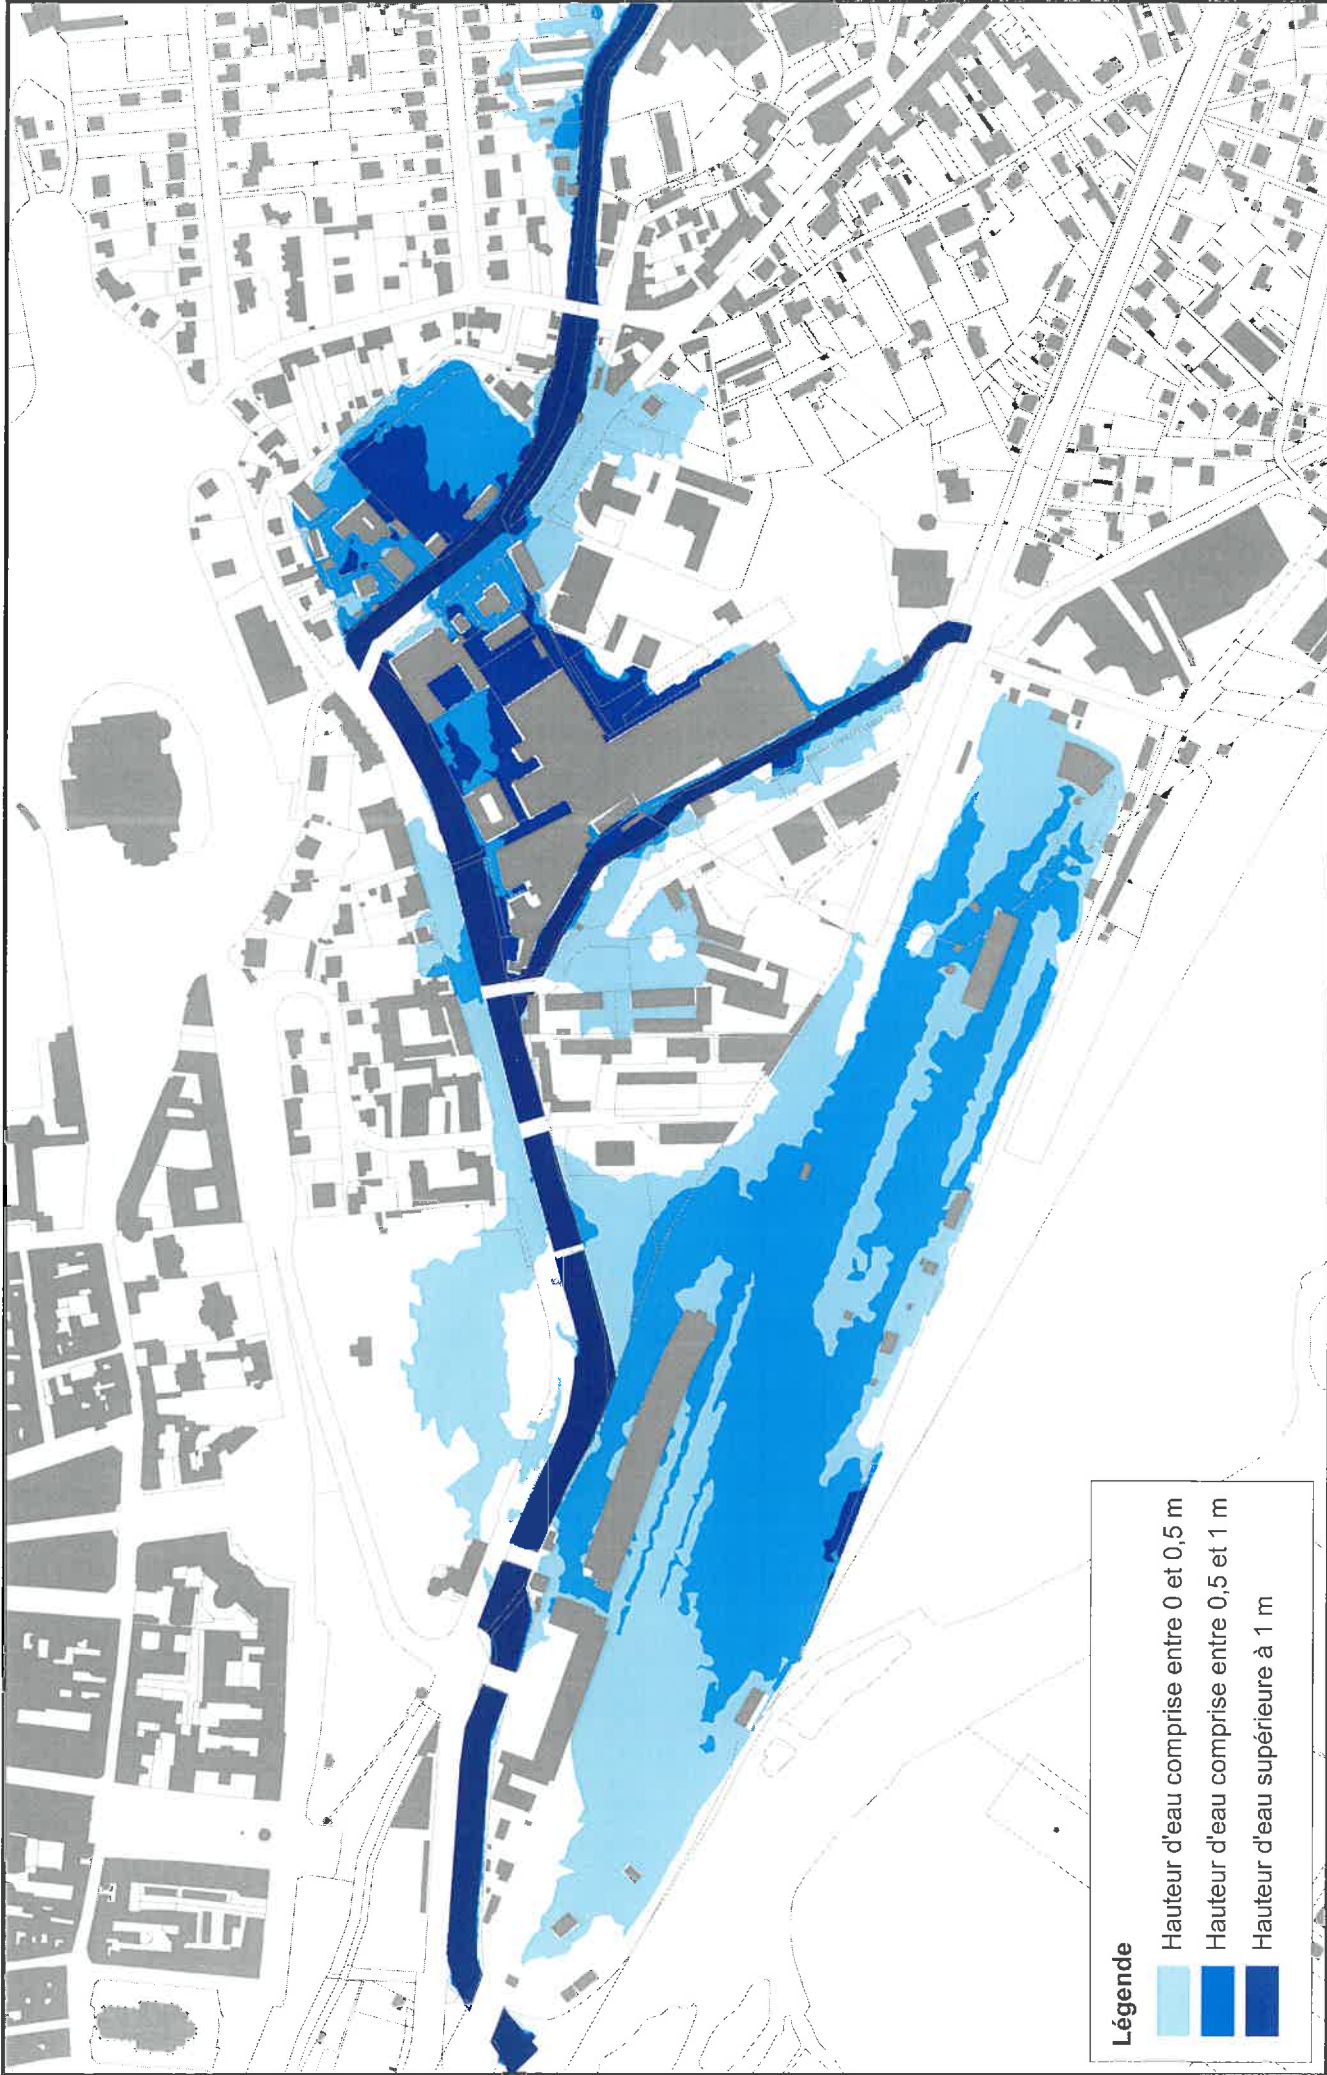 Légende
Hauteur d'eau comprise entre 0 et 0,5 m
Hauteur d'eau comprise entre 0,5 et 1 m
Hauteur d'eau supérieure à 1 m